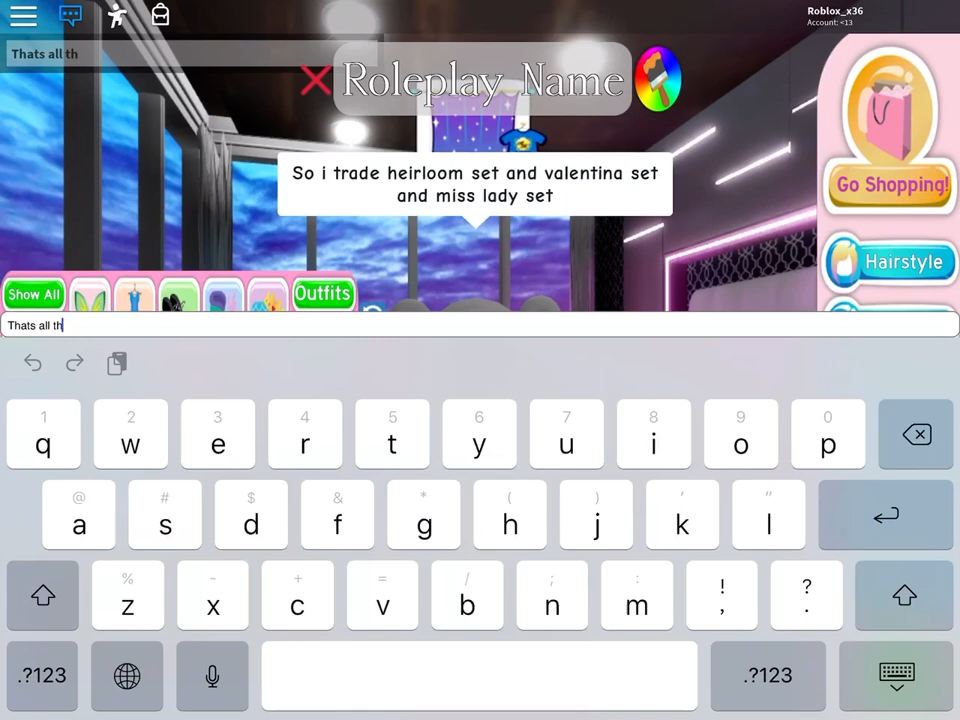 Roblox_x36
Account: <13
Thats all th
Roleplay Name
So i trade heirloom set and valentina set
and miss lady set
Go Shopping!
Hairstyle
Show All
Outfits
Thats all th
1 2 3 4 5 6 7 8 9 0
q w e r t y u i o p
@ # $ & * ( ) ' "
a s d f g h j k l
% - + = / ; : ! ?
z x c v b n m , .
.?123 .?123